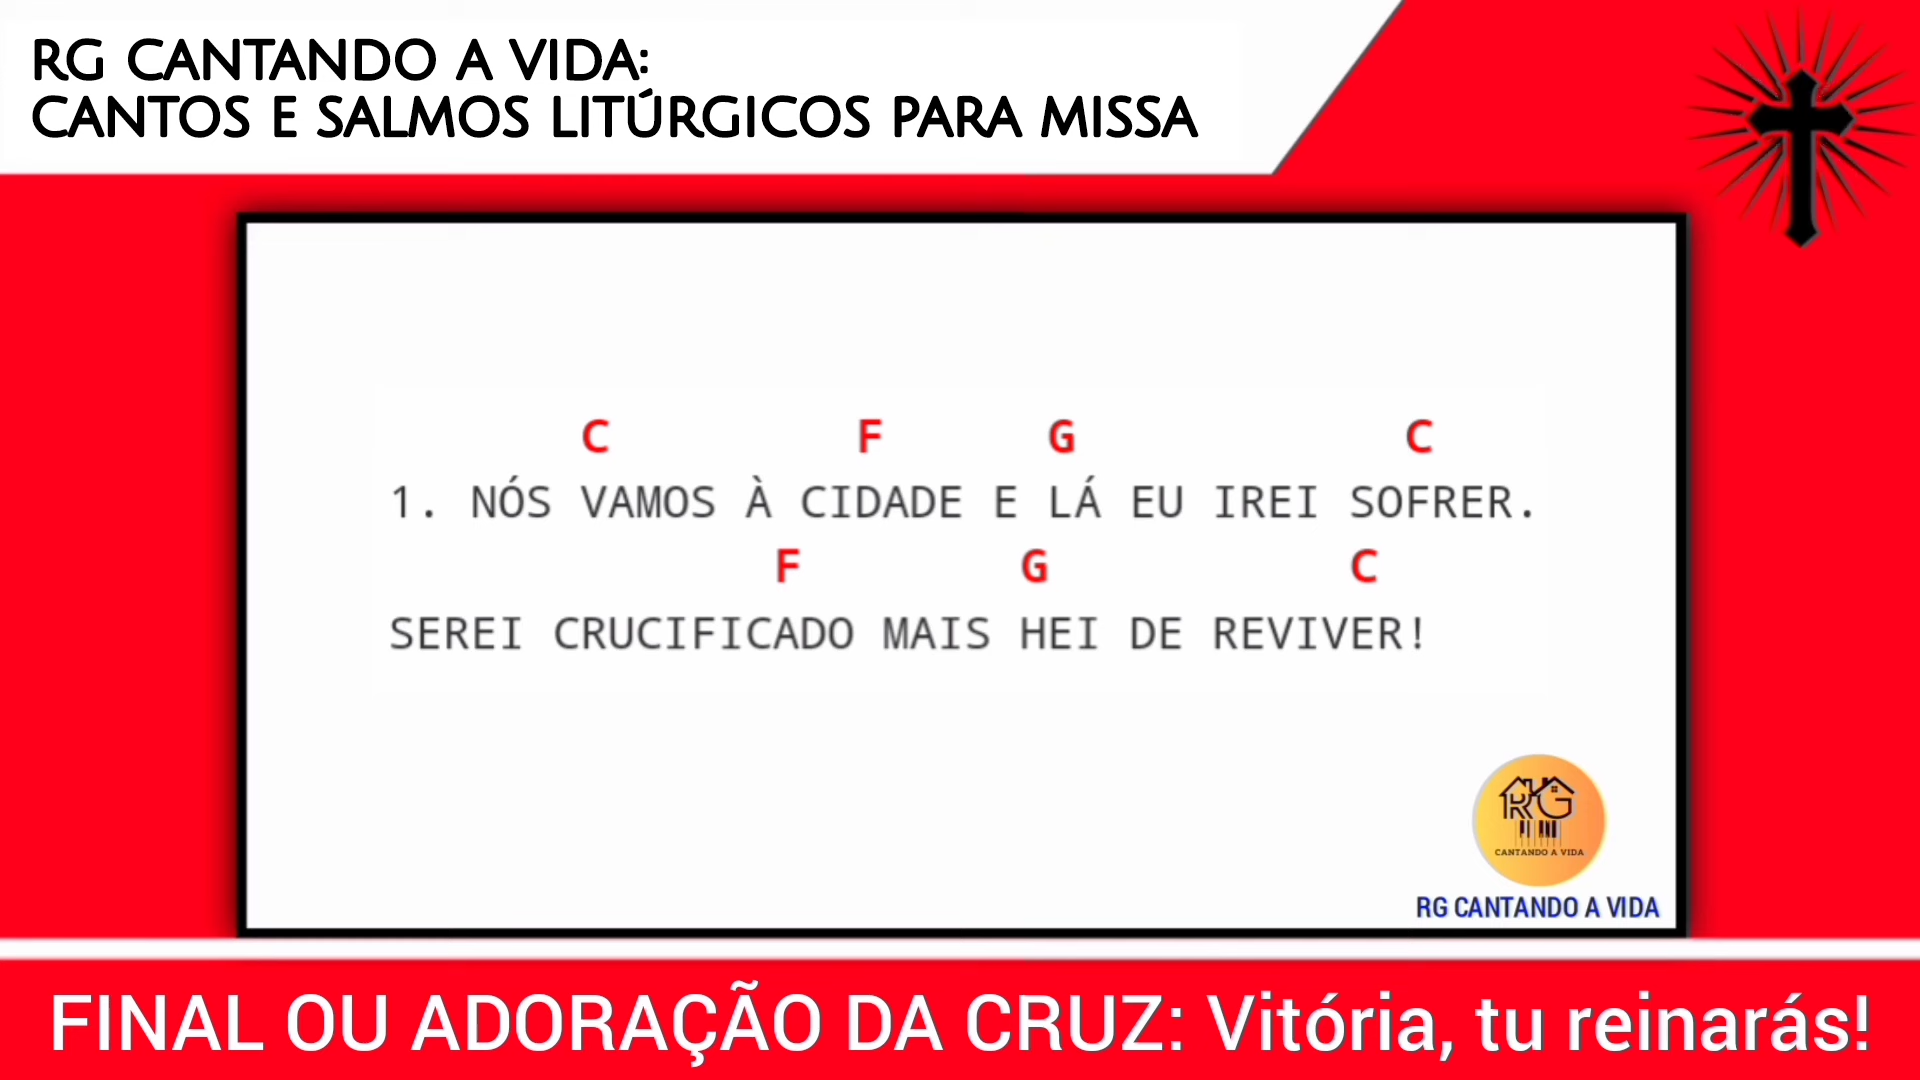 RG CANTANDO A VIDA:
CANTOS E SALMOS LITÚRGICOS PARA MISSA
C F G C
1. NÓS VAMOS À CIDADE E LÁ EU IREI SOFRER.
F G C
SEREI CRUCIFICADO MAIS HEI DE REVIVER!
RG
CANTANDO A VIDA
RG CANTANDO A VIDA
FINAL OU ADORAÇÃO DA CRUZ: Vitória, tu reinarás!